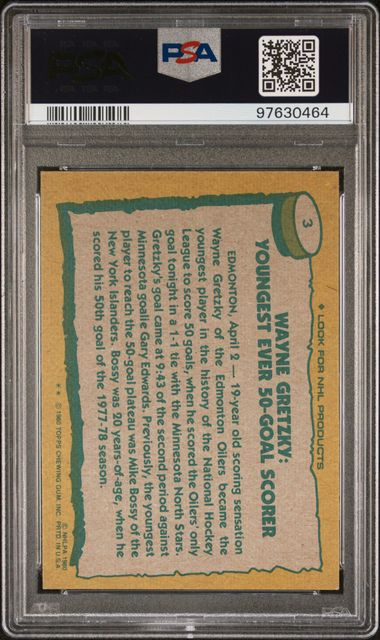 PSA
PSA
97630464
3
◆ LOOK FOR NHL PRODUCTS
WAYNE GRETZKY:
YOUNGEST EVER 50-GOAL SCORER
EDMONTON, April 2 — 19-year old scoring sensation
Wayne Gretzky of the Edmonton Oilers became the
youngest player in the history of the National Hockey
League to score 50 goals, when he scored the Oilers' only
goal tonight in a 1-1 tie with the Minnesota North Stars.
Gretzky's goal came at 9:43 of the second period against
Minnesota goalie Gary Edwards. Previously, the youngest
player to reach the 50-goal plateau was Mike Bossy of the
New York Islanders. Bossy was 20 years-of-age, when he
scored his 50th goal of the 1977-78 season.
* * © 1980 TOPPS CHEWING GUM, INC. © NHLPA 1980 PRTD. IN U.S.A.